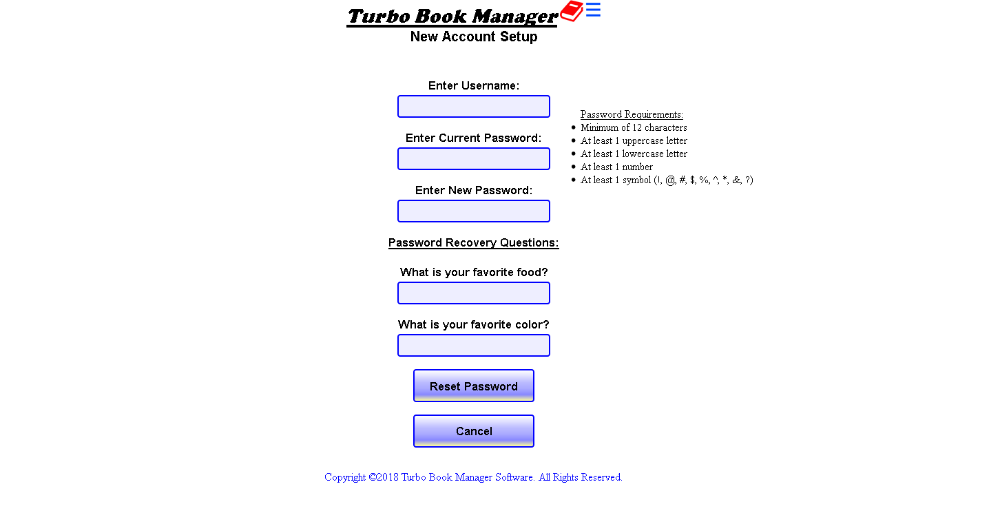 Turbo Book Manager
New Account Setup
Enter Username:
Enter Current Password:
Enter New Password:
Password Requirements:
Minimum of 12 characters
At least 1 uppercase letter
At least 1 lowercase letter
At least 1 number
At least 1 symbol (!, @, #, $, %, ^, *, &, ?)
Password Recovery Questions:
What is your favorite food?
What is your favorite color?
Reset Password
Cancel
Copyright ©2018 Turbo Book Manager Software. All Rights Reserved.